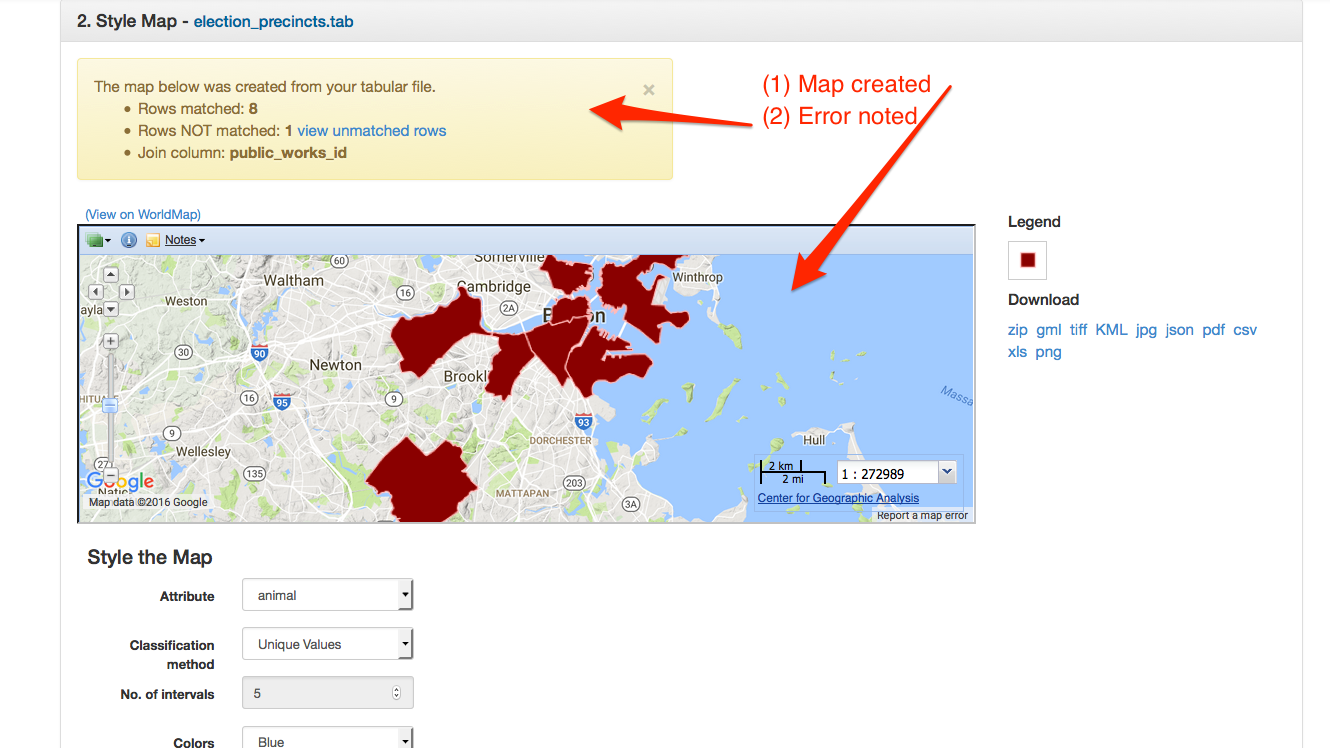 2. Style Map - election_precincts.tab
The map below was created from your tabular file.
×
• Rows matched: 8
• Rows NOT matched: 1 view unmatched rows
• Join column: public_works_id
(1) Map created
(2) Error noted
(View on WorldMap)
Notes
Legend
Download
zip gml tiff KML jpg json pdf csv
xls png
60
Somerville
Waltham
Winthrop
Cambridge
16
Weston
2A
30
90
Newton
Brookli
16
95
9
93
Massa
DORCHESTER
9
Wellesley
Hull
27
135
203
MATTAPAN
3A
Google
Map data ©2016 Google
2 km
2 mi
1 : 272989
Center for Geographic Analysis
Report a map error
Style the Map
Attribute
animal
Classification
method
Unique Values
No. of intervals
5
Colors
Blue